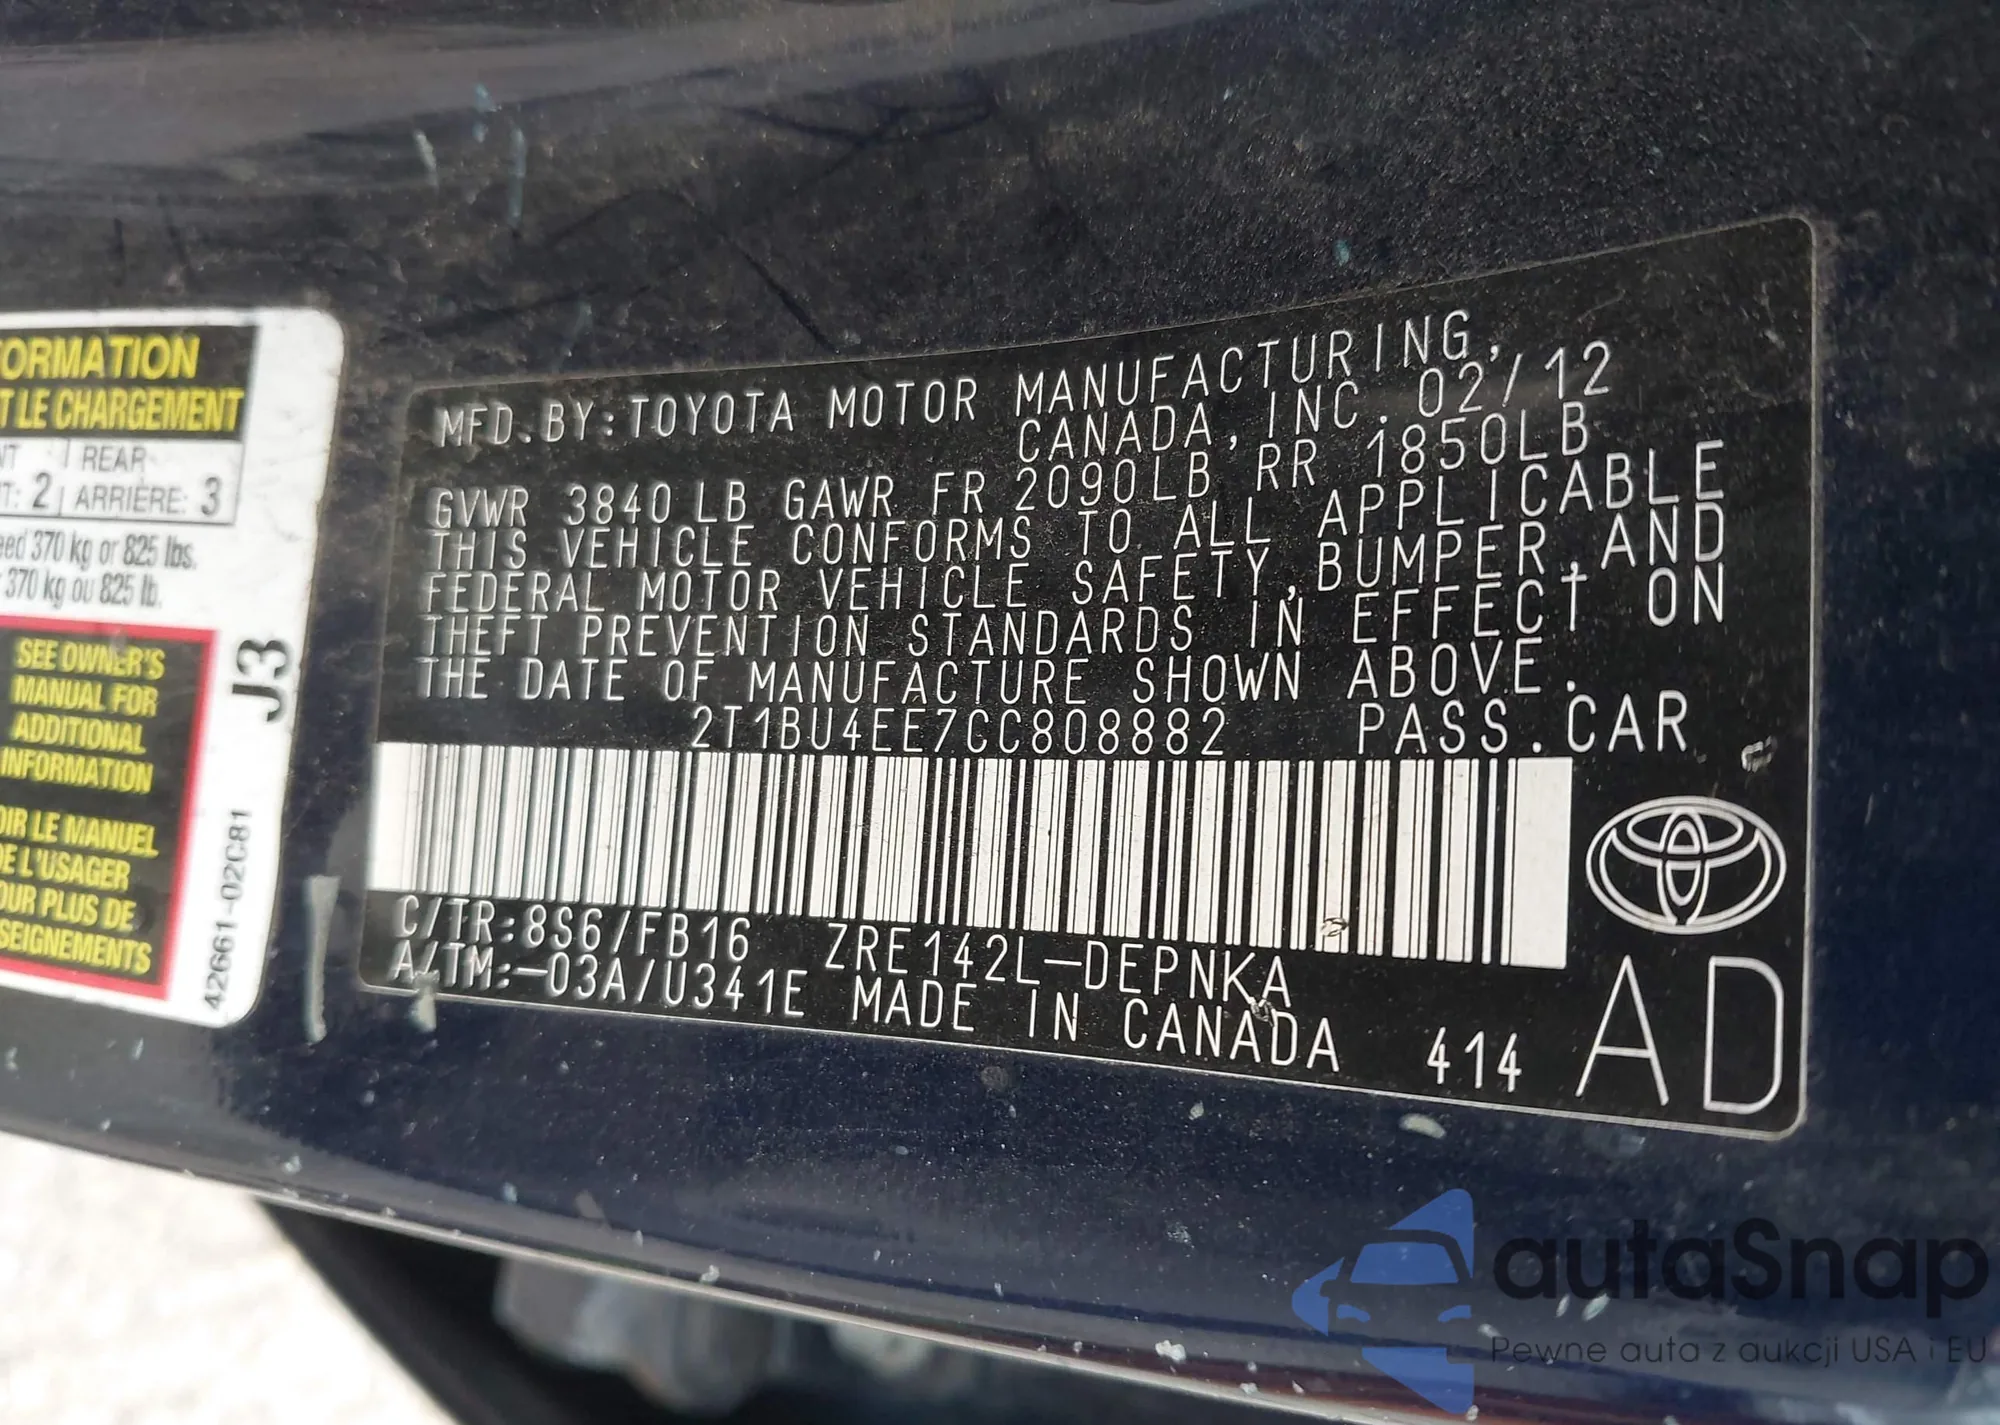 FORMATION
T LE CHARGEMENT
REAR
2 ARRIÈRE: 3
370 kg or 825 lbs.
370 kg ou 825 lb.
SEE OWNER'S
MANUAL FOR
ADDITIONAL
INFORMATION
LE MANUEL
DE L'USAGER
PLUS DE
SEIGNEMENTS
J3
42661-02C81
MFD. BY: TOYOTA MOTOR MANUFACTURING,
CANADA, INC. 02/12
GVWR 3840 LB GAWR FR 2090LB RR 1850LB
THIS VEHICLE CONFORMS TO ALL APPLICABLE
FEDERAL MOTOR VEHICLE SAFETY, BUMPER, AND
THEFT PREVENTION STANDARDS IN EFFECT ON
THE DATE OF MANUFACTURE SHOWN ABOVE.
2T1BU4EE7CC808882 PASS. CAR
C/TR: 8S6/FB16 ZRE142L-DEPNKA
A/TM: -03A/U341E MADE IN CANADA 414
AD
autaSnap
Pewne auta z aukcji USA i EU